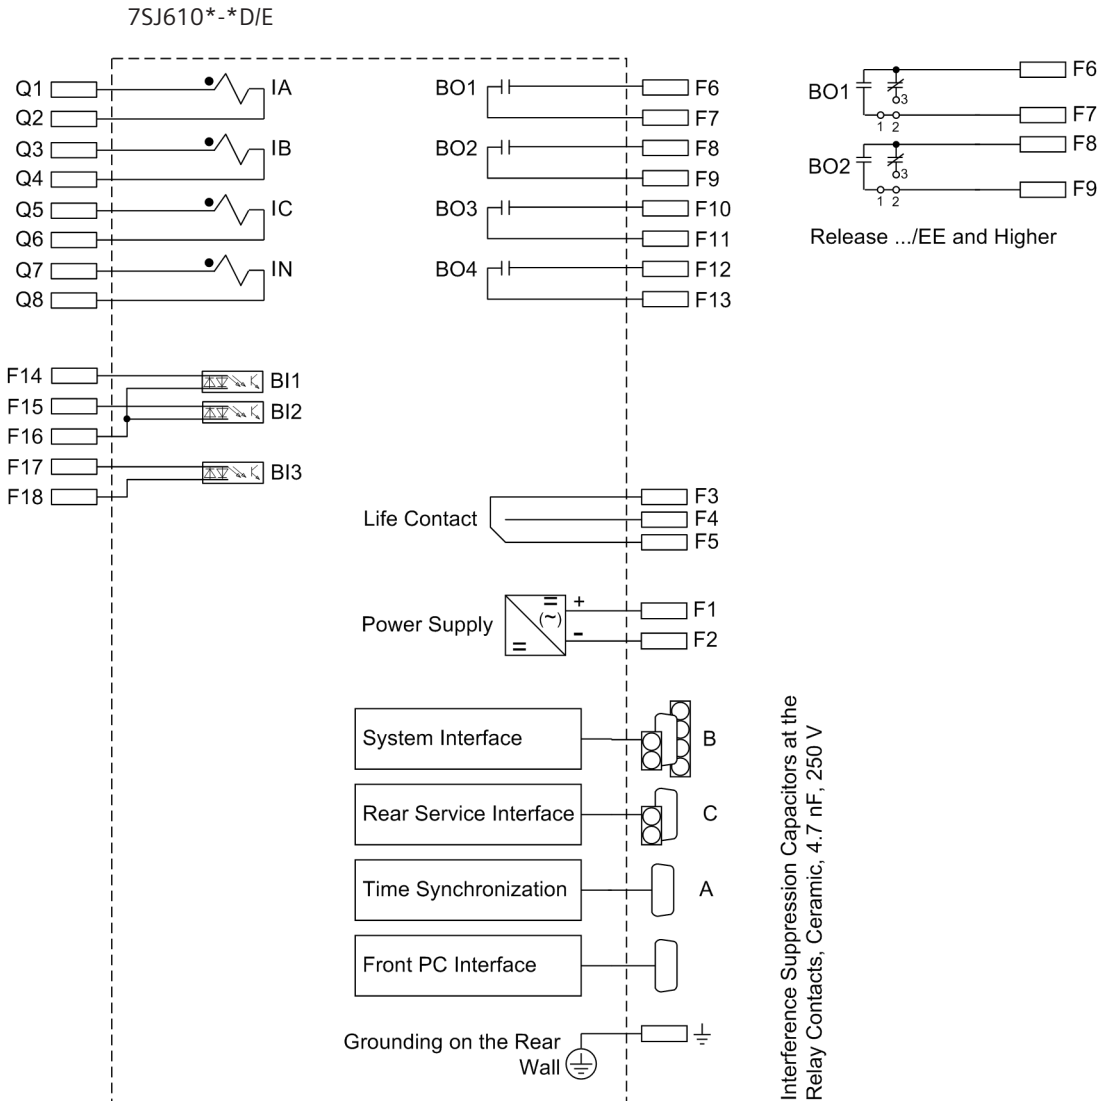 7SJ610*-*D/E
Q1
IA
Q2
Q3
IB
Q4
Q5
IC
Q6
Q7
IN
Q8
BO1
F6
F7
BO2
F8
F9
BO3
F10
F11
BO4
F12
F13
BO1
F6
3
1 2
F7
BO2
F8
3
1 2
F9
Release .../EE and Higher
F14
BI1
F15
BI2
F16
F17
BI3
F18
Life Contact
F3
F4
F5
Power Supply
=
(~)
=
+
-
F1
F2
System Interface
B
Rear Service Interface
C
Time Synchronization
A
Front PC Interface
Grounding on the Rear
Wall
Interference Suppression Capacitors at the
Relay Contacts, Ceramic, 4.7 nF, 250 V